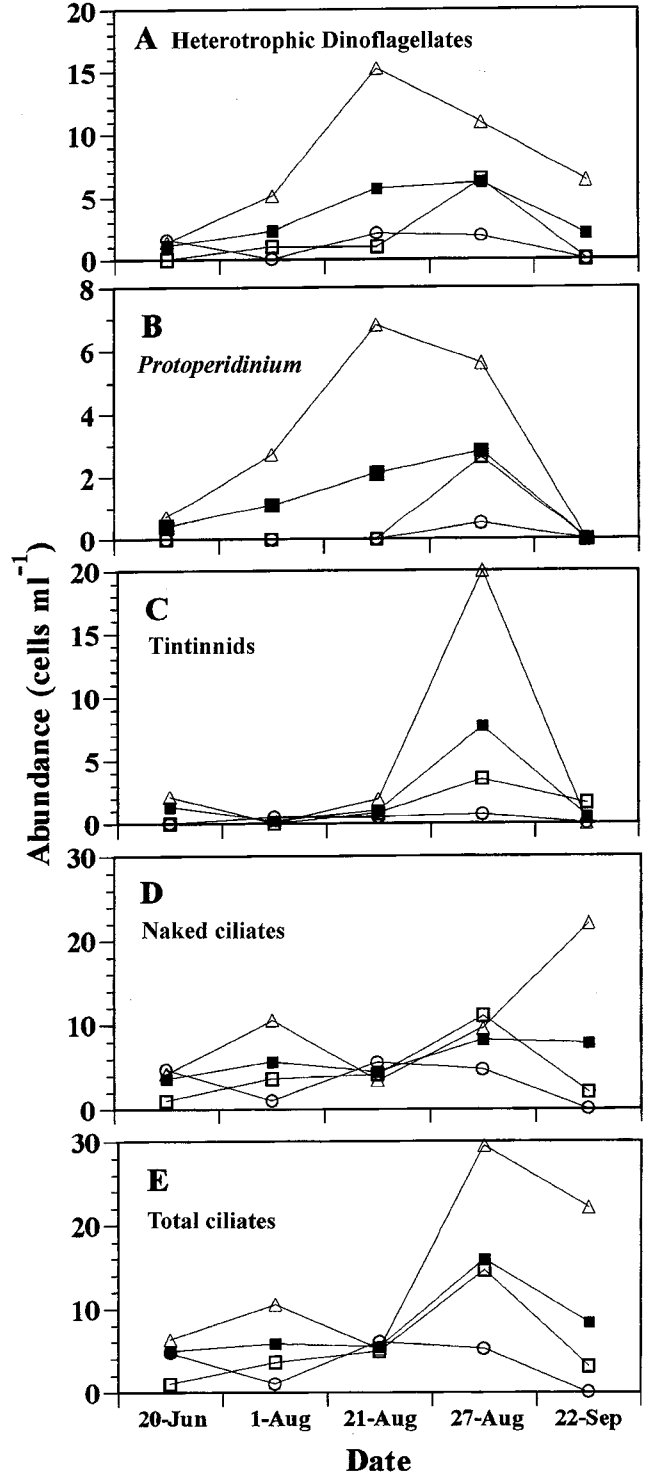 20
A Heterotrophic Dinoflagellates
15
10
5
0
8
B
6
Protoperidinium
4
2
0
Abundance (cells ml⁻¹)
20
C
15
Tintinnids
10
5
0
30
D
Naked ciliates
20
10
0
30
E
Total ciliates
20
10
0
20-Jun 1-Aug 21-Aug 27-Aug 22-Sep
Date